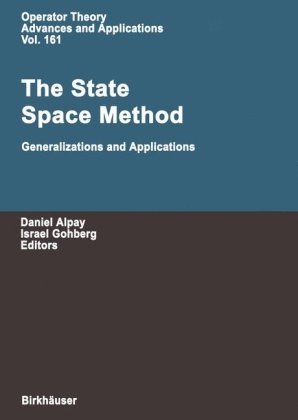 Operator Theory
Advances and Applications
Vol. 161
The State
Space Method
Generalizations and Applications
Daniel Alpay
Israel Gohberg
Editors
Birkhäuser